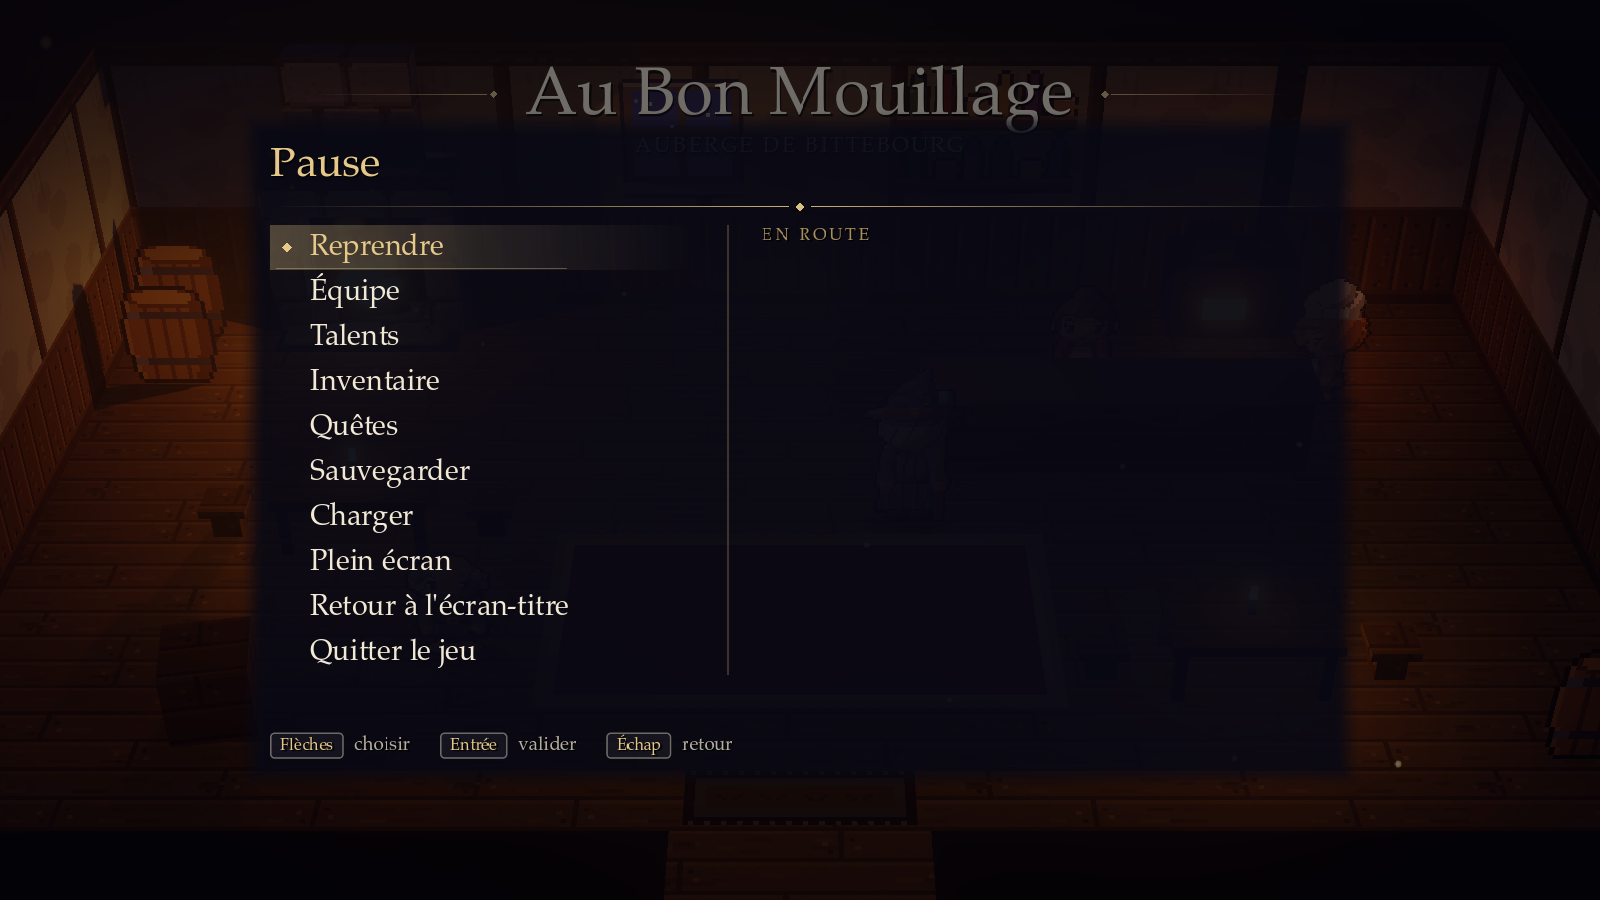 Au Bon Mouillage
AUBERGE DE BITTEBOURG
Pause
Reprendre
Équipe
Talents
Inventaire
Quêtes
Sauvegarder
Charger
Plein écran
Retour à l'écran-titre
Quitter le jeu
EN ROUTE
Flèches choisir Entrée valider Échap retour